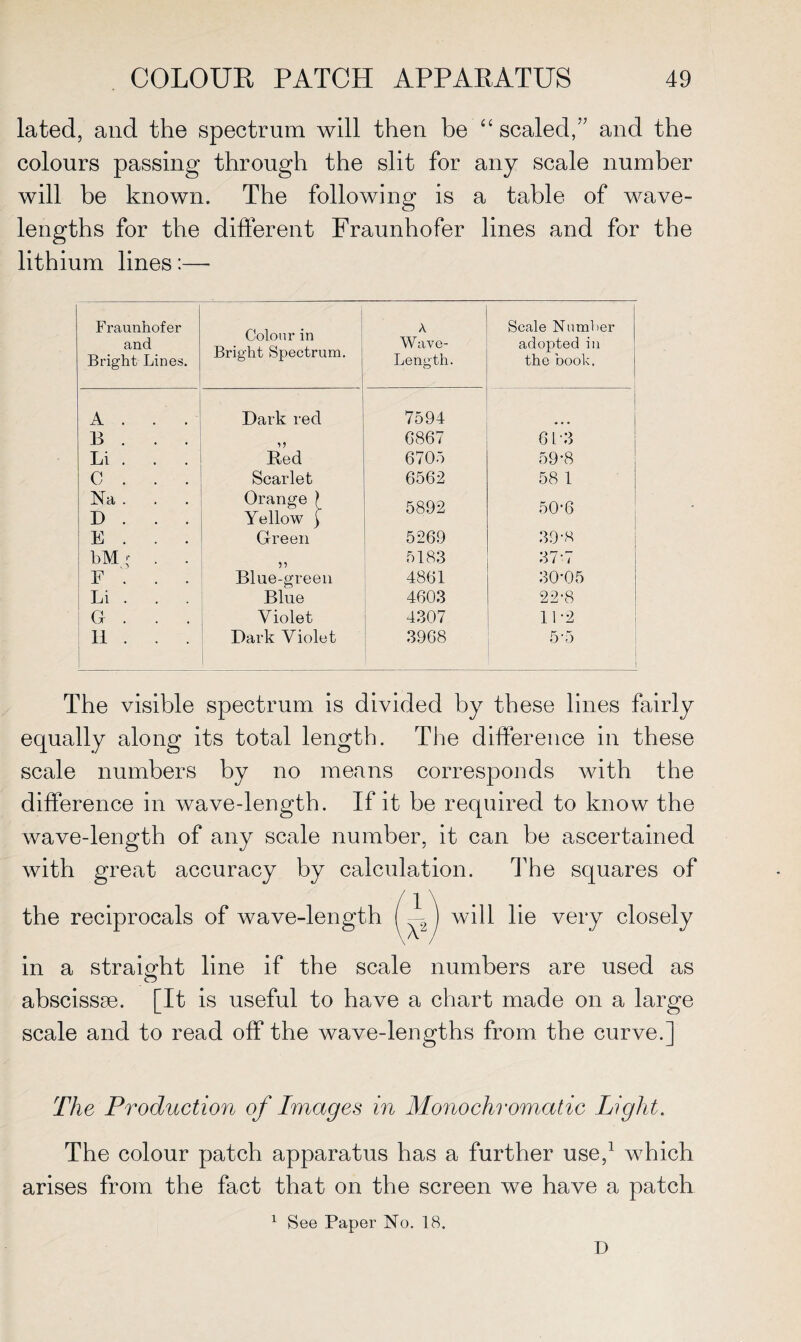 COLOUR PATCH APPARATUS 49
lated, and the spectrum will then be “scaled,” and the
colours passing through the slit for any scale number
will be known. The following is a table of wave-
lengths for the different Fraunhofer lines and for the
lithium lines:—
Fraunhofer and Bright Lines. | Colour in Bright Spectrum. | λ Wave-Length. | Scale Number adopted in the book.
A . . . Dark red 7594 ...
B . . . ,, 6867 61·3
Li . . . Red 6705 59·8
C . . . Scarlet 6562 58 1
Na . . . Orange }
D . . . Yellow } 5892 50·6
E . . . Green 5269 39·8
bM . . ,, 5183 37·7
F . . . Blue-green 4861 30·05
Li . . . Blue 4603 22·8
G . . . Violet 4307 11·2
H . . . Dark Violet 3968 5·5
The visible spectrum is divided by these lines fairly
equally along its total length. The difference in these
scale numbers by no means corresponds with the
difference in wave-length. If it be required to know the
wave-length of any scale number, it can be ascertained
with great accuracy by calculation. The squares of
the reciprocals of wave-length (1/λ²) will lie very closely
in a straight line if the scale numbers are used as
abscissæ. [It is useful to have a chart made on a large
scale and to read off the wave-lengths from the curve.]
The Production of Images in Monochromatic Light.
The colour patch apparatus has a further use,¹ which
arises from the fact that on the screen we have a patch
¹ See Paper No. 18.
D